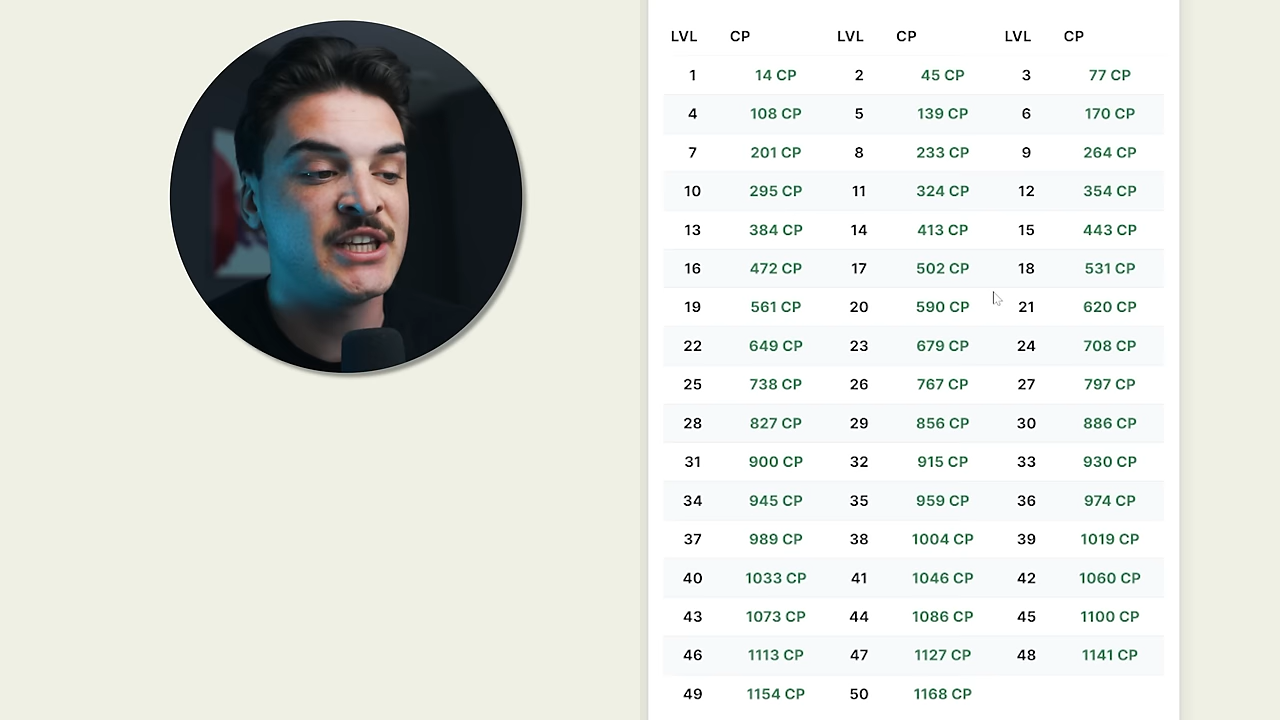 LVL CP LVL CP LVL CP
1 14 CP 2 45 CP 3 77 CP
4 108 CP 5 139 CP 6 170 CP
7 201 CP 8 233 CP 9 264 CP
10 295 CP 11 324 CP 12 354 CP
13 384 CP 14 413 CP 15 443 CP
16 472 CP 17 502 CP 18 531 CP
19 561 CP 20 590 CP 21 620 CP
22 649 CP 23 679 CP 24 708 CP
25 738 CP 26 767 CP 27 797 CP
28 827 CP 29 856 CP 30 886 CP
31 900 CP 32 915 CP 33 930 CP
34 945 CP 35 959 CP 36 974 CP
37 989 CP 38 1004 CP 39 1019 CP
40 1033 CP 41 1046 CP 42 1060 CP
43 1073 CP 44 1086 CP 45 1100 CP
46 1113 CP 47 1127 CP 48 1141 CP
49 1154 CP 50 1168 CP